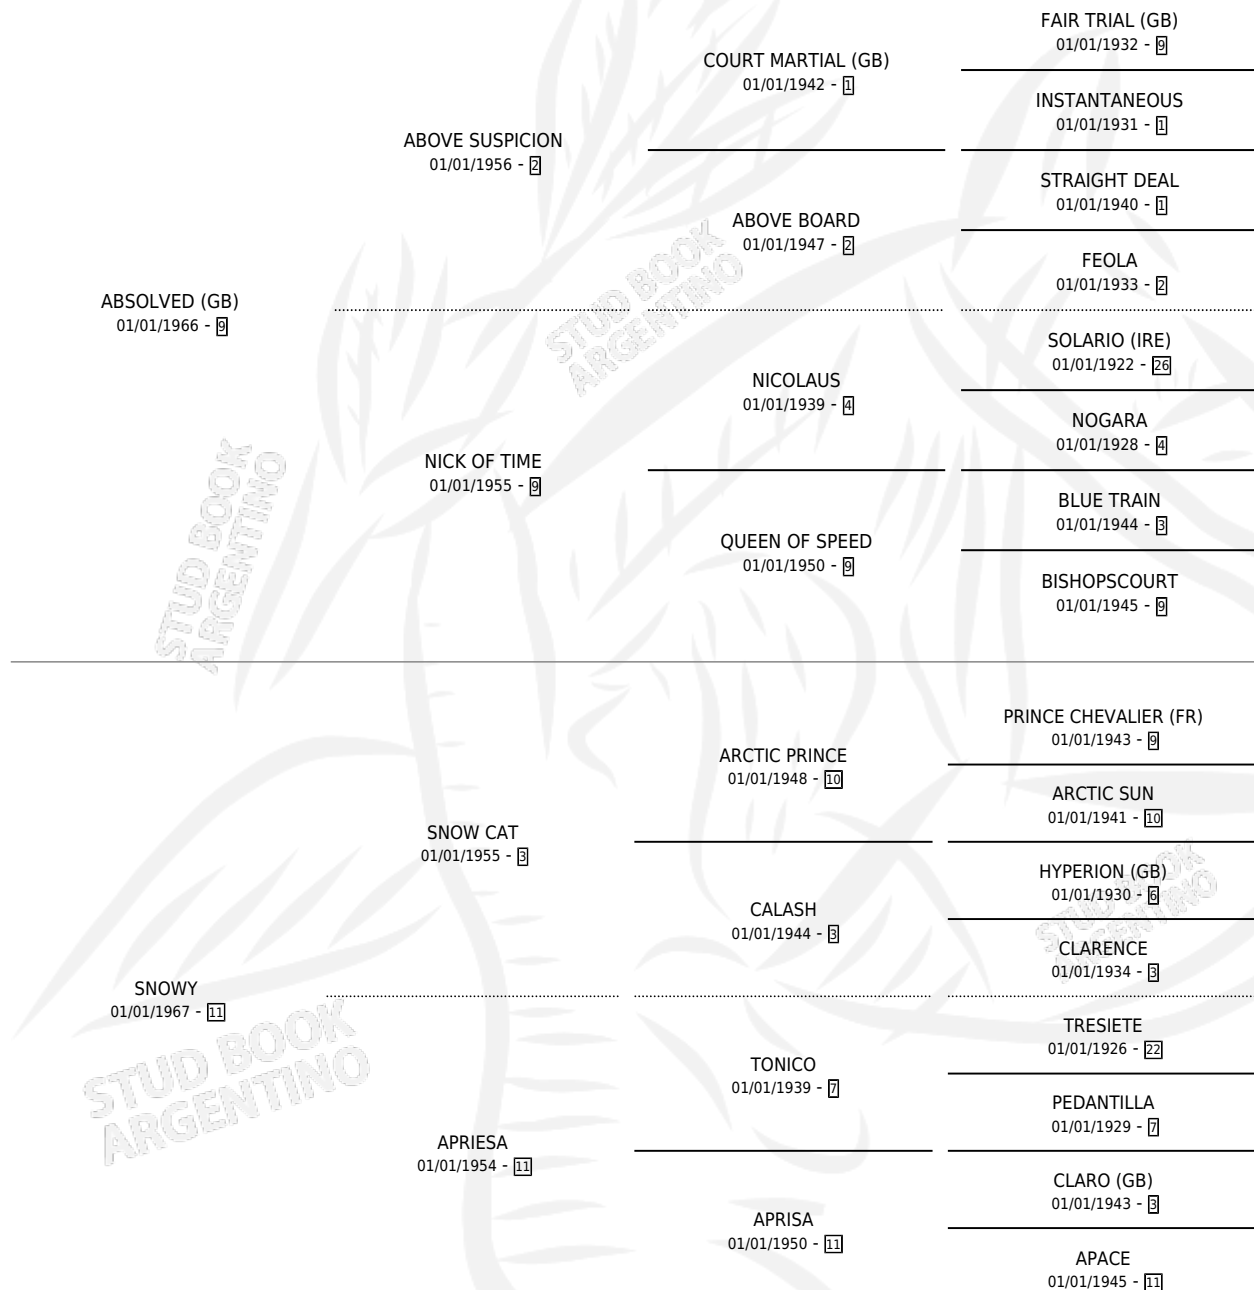 FAIR TRIAL (GB)
01/01/1932 - 9
COURT MARTIAL (GB)
01/01/1942 - 1
INSTANTANEOUS
01/01/1931 - 1
ABOVE SUSPICION
01/01/1956 - 2
STRAIGHT DEAL
01/01/1940 - 1
ABOVE BOARD
01/01/1947 - 2
FEOLA
01/01/1933 - 2
ABSOLVED (GB)
01/01/1966 - 9
SOLARIO (IRE)
01/01/1922 - 26
NICOLAUS
01/01/1939 - 4
NOGARA
01/01/1928 - 4
NICK OF TIME
01/01/1955 - 9
BLUE TRAIN
01/01/1944 - 3
QUEEN OF SPEED
01/01/1950 - 9
BISHOPSCOURT
01/01/1945 - 9
PRINCE CHEVALIER (FR)
01/01/1943 - 9
ARCTIC PRINCE
01/01/1948 - 10
ARCTIC SUN
01/01/1941 - 10
SNOW CAT
01/01/1955 - 3
HYPERION (GB)
01/01/1930 - 6
CALASH
01/01/1944 - 3
CLARENCE
01/01/1934 - 3
SNOWY
01/01/1967 - 11
TRESIETE
01/01/1926 - 22
TONICO
01/01/1939 - 7
PEDANTILLA
01/01/1929 - 7
APRIESA
01/01/1954 - 11
CLARO (GB)
01/01/1943 - 3
APRISA
01/01/1950 - 11
APACE
01/01/1945 - 11
STUD BOOK
ARGENTINO
STUD BOOK
ARGENTINO
STUD BOOK
ARGENTINO
STUD BOOK
ARGENTINO